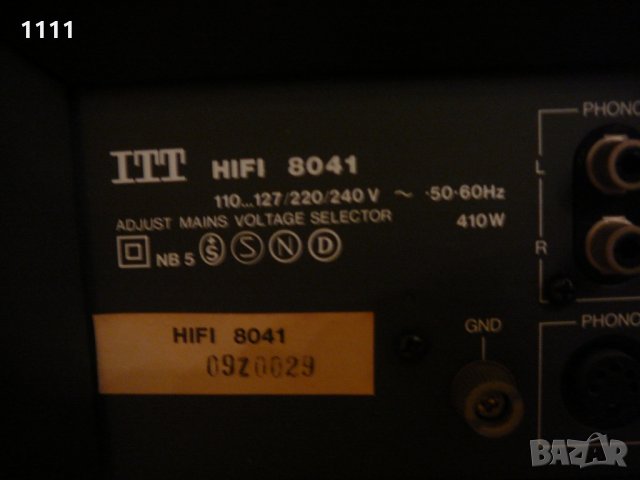 1111
PHONO
ITT HIFI 8041
L
110...127/220/240 V ~ 50-60Hz
ADJUST MAINS VOLTAGE SELECTOR 410W
NB 5 S S N D
R
HIFI 8041
09Z0029
GND
PHONO
BAZAR